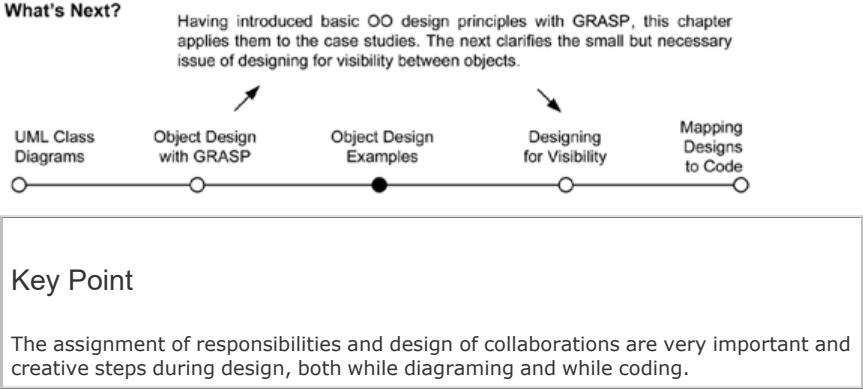 What's Next?
Having introduced basic OO design principles with GRASP, this chapter
applies them to the case studies. The next clarifies the small but necessary
issue of designing for visibility between objects.
UML Class
Diagrams
Object Design
with GRASP
Object Design
Examples
Designing
for Visibility
Mapping
Designs
to Code
Key Point
The assignment of responsibilities and design of collaborations are very important and
creative steps during design, both while diagraming and while coding.